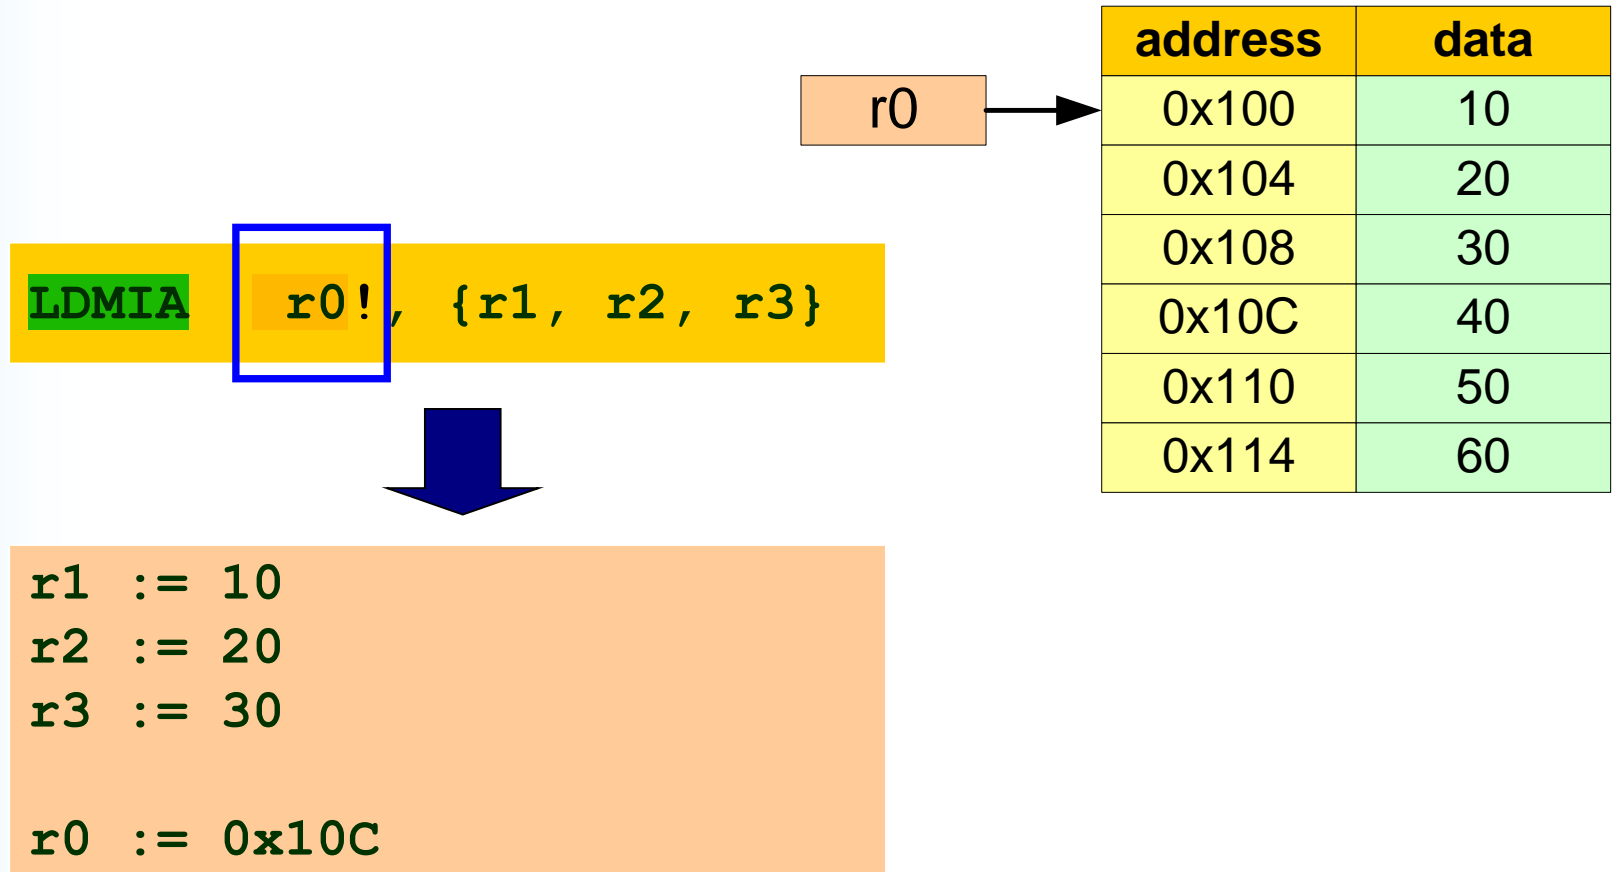 address data
r0 0x100 10
0x104 20
0x108 30
0x10C 40
0x110 50
0x114 60
LDMIA r0!, {r1, r2, r3}
r1 := 10
r2 := 20
r3 := 30
r0 := 0x10C